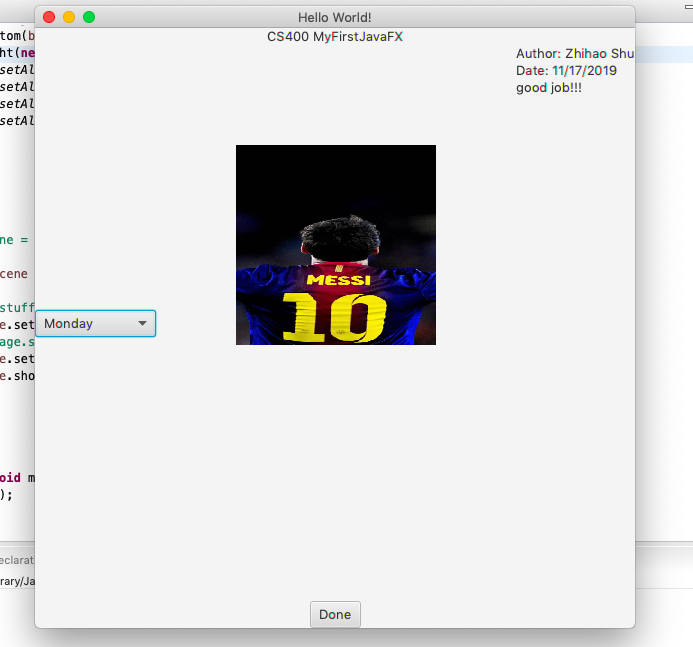 Hello World!
CS400 MyFirstJavaFX
Author: Zhihao Shu
Date: 11/17/2019
good job!!!
MESSI
10
Monday
Done
tom(b
ht(ne
setAl
setAl
setAl
setAl
ne =
cene
stuff
e.set
age.s
e.set
e.sho
oid m
);
eclarat
rary/Ja